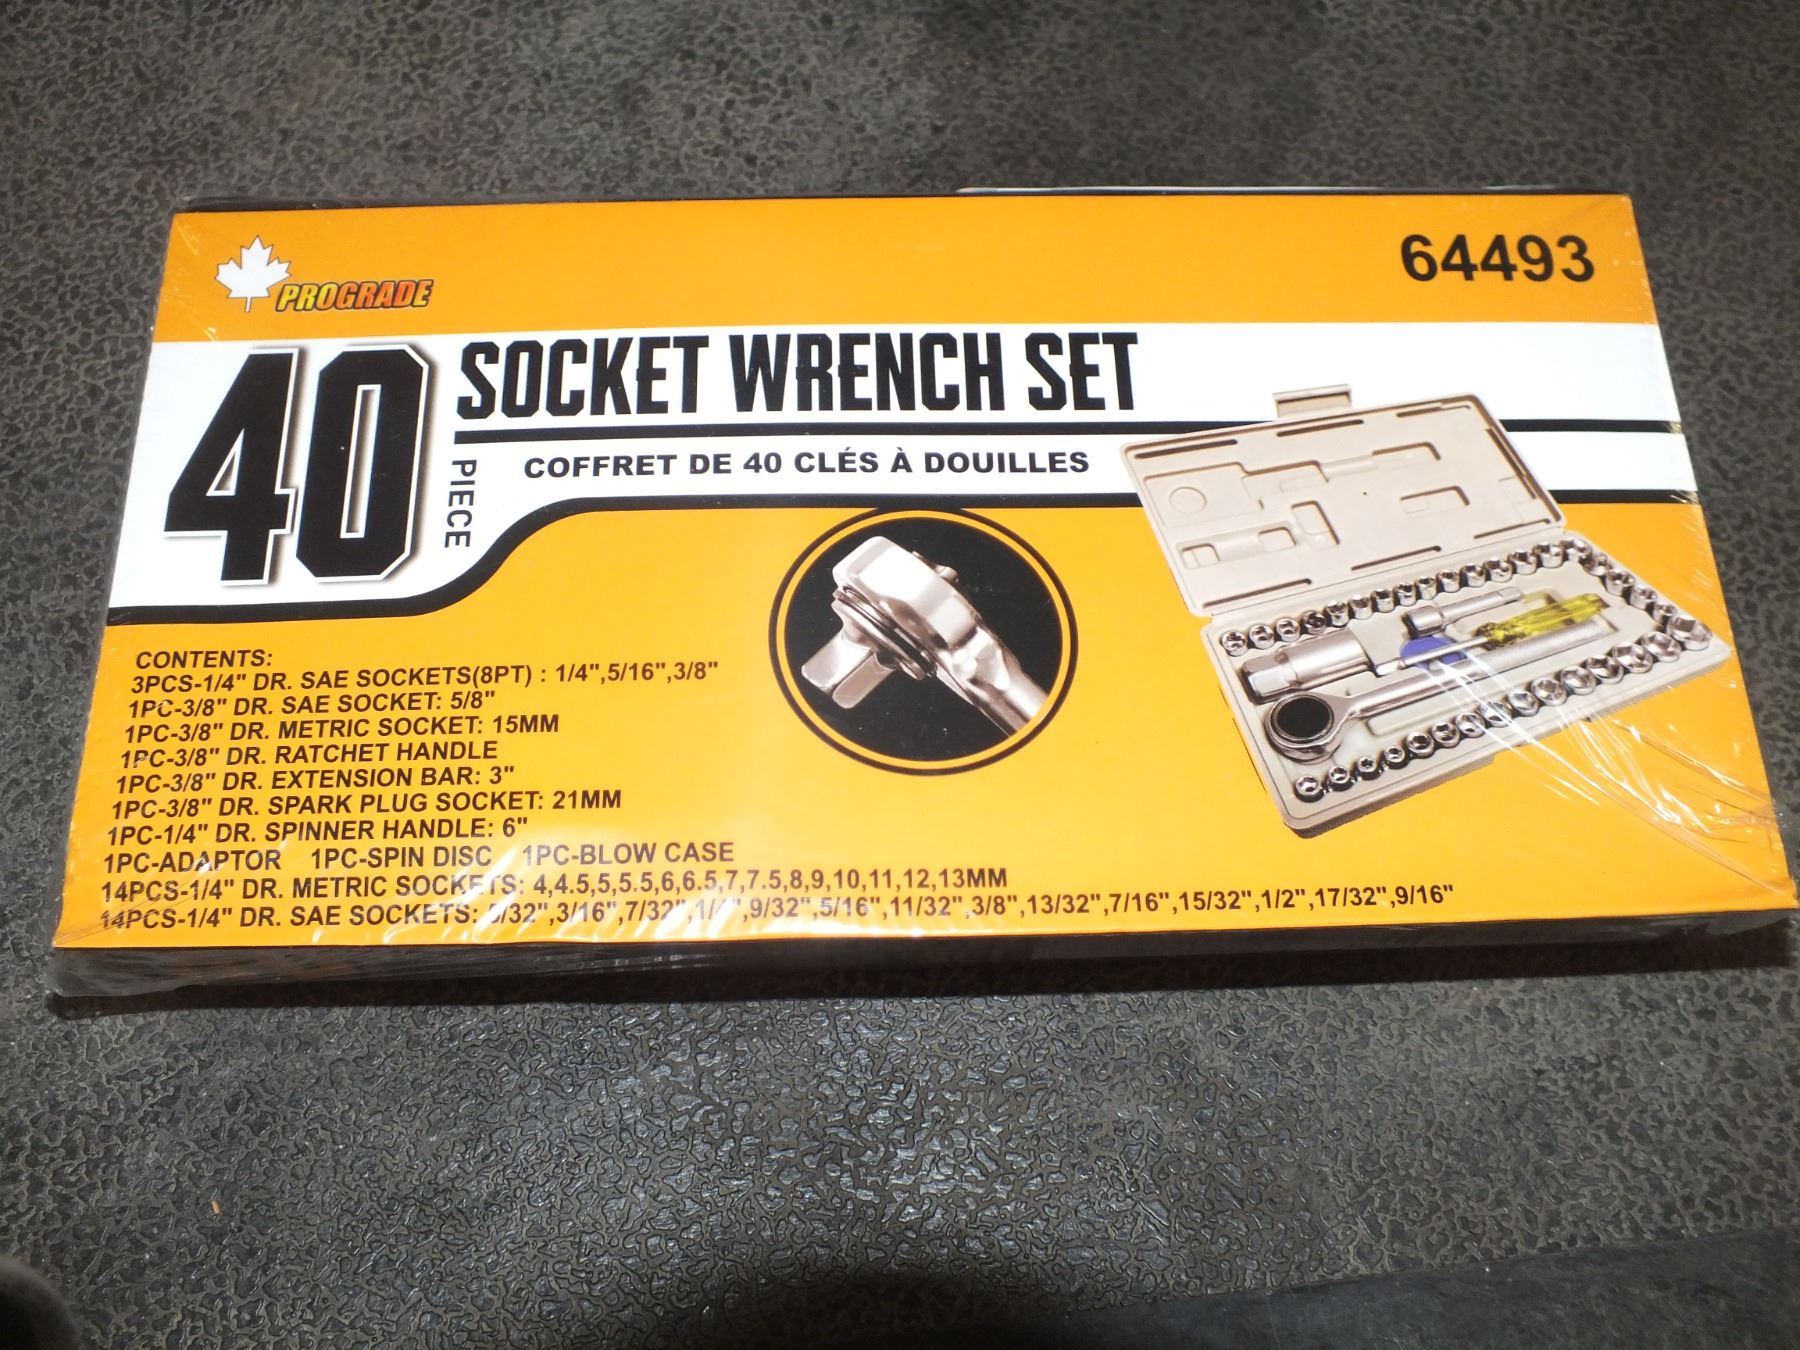 PROGRADE
64493
40
PIECE
SOCKET WRENCH SET
COFFRET DE 40 CLÉS À DOUILLES
CONTENTS:
3PCS-1/4" DR. SAE SOCKETS(8PT) : 1/4",5/16",3/8"
1PC-3/8" DR. SAE SOCKET: 5/8"
1PC-3/8" DR. METRIC SOCKET: 15MM
1PC-3/8" DR. RATCHET HANDLE
1PC-3/8" DR. EXTENSION BAR: 3"
1PC-3/8" DR. SPARK PLUG SOCKET: 21MM
1PC-1/4" DR. SPINNER HANDLE: 6"
1PC-ADAPTOR 1PC-SPIN DISC 1PC-BLOW CASE
14PCS-1/4" DR. METRIC SOCKETS: 4,4.5,5,5.5,6,6.5,7,7.5,8,9,10,11,12,13MM
14PCS-1/4" DR. SAE SOCKETS: 5/32",3/16",7/32",1/4",9/32",5/16",11/32",3/8",13/32",7/16",15/32",1/2",17/32",9/16"